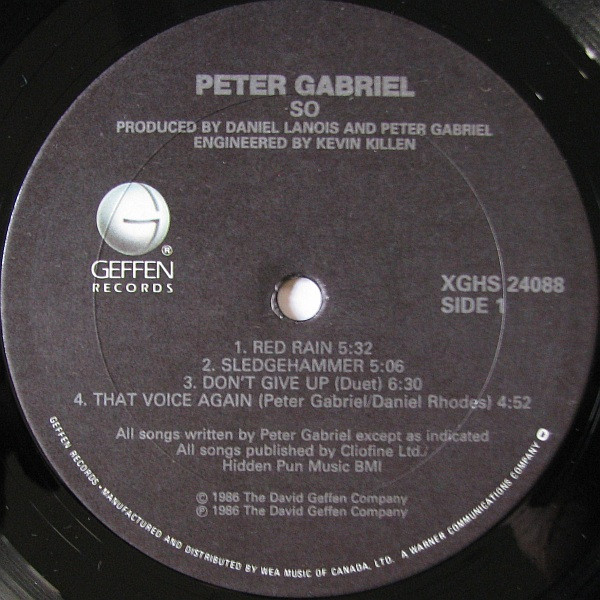 PETER GABRIEL
SO
PRODUCED BY DANIEL LANOIS AND PETER GABRIEL
ENGINEERED BY KEVIN KILLEN
G
®
GEFFEN
RECORDS
XGHS 24088
SIDE 1
1. RED RAIN 5:32
2. SLEDGEHAMMER 5:06
3. DON'T GIVE UP (Duet) 6:30
4. THAT VOICE AGAIN (Peter Gabriel/Daniel Rhodes) 4:52
All songs written by Peter Gabriel except as indicated
All songs published by Cliofine Ltd./
Hidden Pun Music BMI
© 1986 The David Geffen Company
℗ 1986 The David Geffen Company
GEFFEN RECORDS • MANUFACTURED AND DISTRIBUTED BY WEA MUSIC OF CANADA, LTD. A WARNER COMMUNICATIONS COMPANY